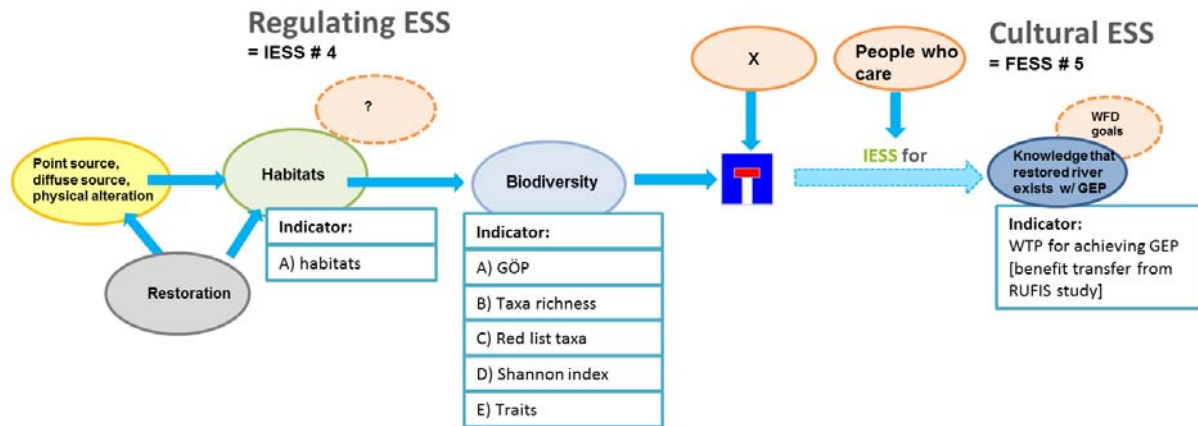 Regulating ESS
= IESS # 4
?
Point source,
diffuse source,
physical alteration
Habitats
Restoration
Indicator:
A) habitats
Biodiversity
Indicator:
A) GÖP
B) Taxa richness
C) Red list taxa
D) Shannon index
E) Traits
X
People who
care
IESS for
Cultural ESS
= FESS # 5
WFD
goals
Knowledge that
restored river
exists w/ GEP
Indicator:
WTP for achieving GEP
[benefit transfer from
RUFIS study]